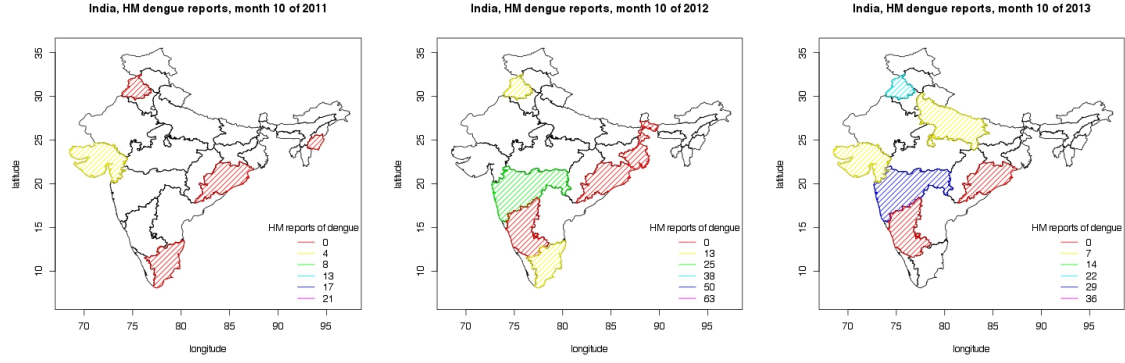 India, HM dengue reports, month 10 of 2011
35
30
25
20
15
10
latitude
HM reports of dengue
0
4
8
13
17
21
70 75 80 85 90 95
longitude
India, HM dengue reports, month 10 of 2012
35
30
25
20
15
10
latitude
HM reports of dengue
0
13
25
38
50
63
70 75 80 85 90 95
longitude
India, HM dengue reports, month 10 of 2013
35
30
25
20
15
10
latitude
HM reports of dengue
0
7
14
22
29
36
70 75 80 85 90 95
longitude